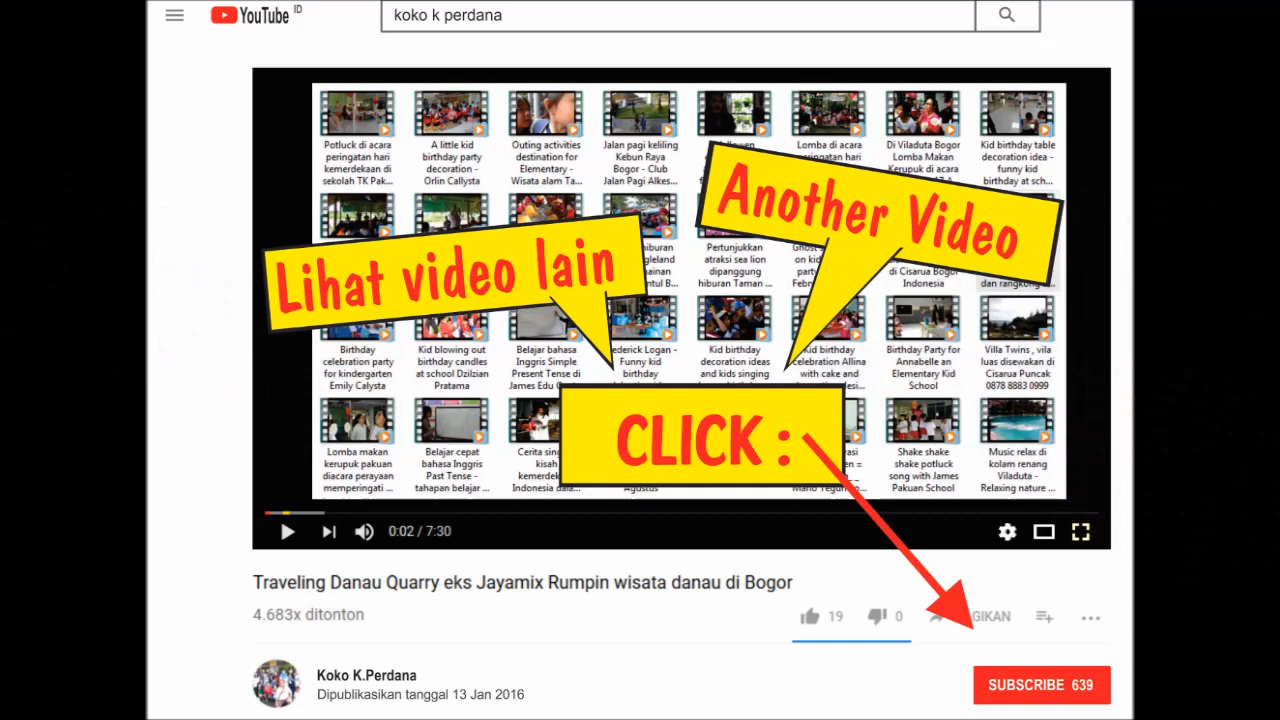 YouTube ID
koko k perdana
Potluck di acara
peringatan hari
kemerdekaan di
sekolah TK Pak...
A little kid
birthday party
decoration -
Orlin Callysta
Outing activities
destination for
Elementary -
Wisata alam Ta...
Jalan pagi keliling
Kebun Raya
Bogor - Club
Jalan Pagi Alkes...
Lomba di acara
peringatan hari
Di Viladuta Bogor
Lomba Makan
Kerupuk di acara
Kid birthday table
decoration idea -
funny kid
birthday at sch...
Another Video
Lihat video lain
Pertunjukkan
atraksi sea lion
dipanggung
hiburan Taman ...
di Cisarua Bogor
Indonesia
dan rangkong ...
Birthday
celebration party
for kindergarten
Emily Calysta
Kid blowing out
birthday candles
at school Dzilzian
Pratama
Belajar bahasa
Inggris Simple
Present Tense di
James Edu
Logan -
Funny kid
birthday
Kid birthday
decoration ideas
and kids singing
Kid birthday
celebration Allina
with cake and
Birthday Party for
Annabelle an
Elementary Kid
School
Villa Twins , vila
luas disewakan di
Cisarua Puncak
0878 8883 0999
CLICK :
Lomba makan
kerupuk pakuan
diacara perayaan
memperingati ...
Belajar cepat
bahasa Inggris
Past Tense -
tahapan belajar ...
Cerita
kisah
Indonesia
Agustus
Shake shake
shake potluck
song with James
Pakuan School
Music relax di
kolam renang
Viladuta -
Relaxing nature ...
0:02 / 7:30
Traveling Danau Quarry eks Jayamix Rumpin wisata danau di Bogor
4.683x ditonton
19
0
GIKAN
Koko K.Perdana
Dipublikasikan tanggal 13 Jan 2016
SUBSCRIBE 639